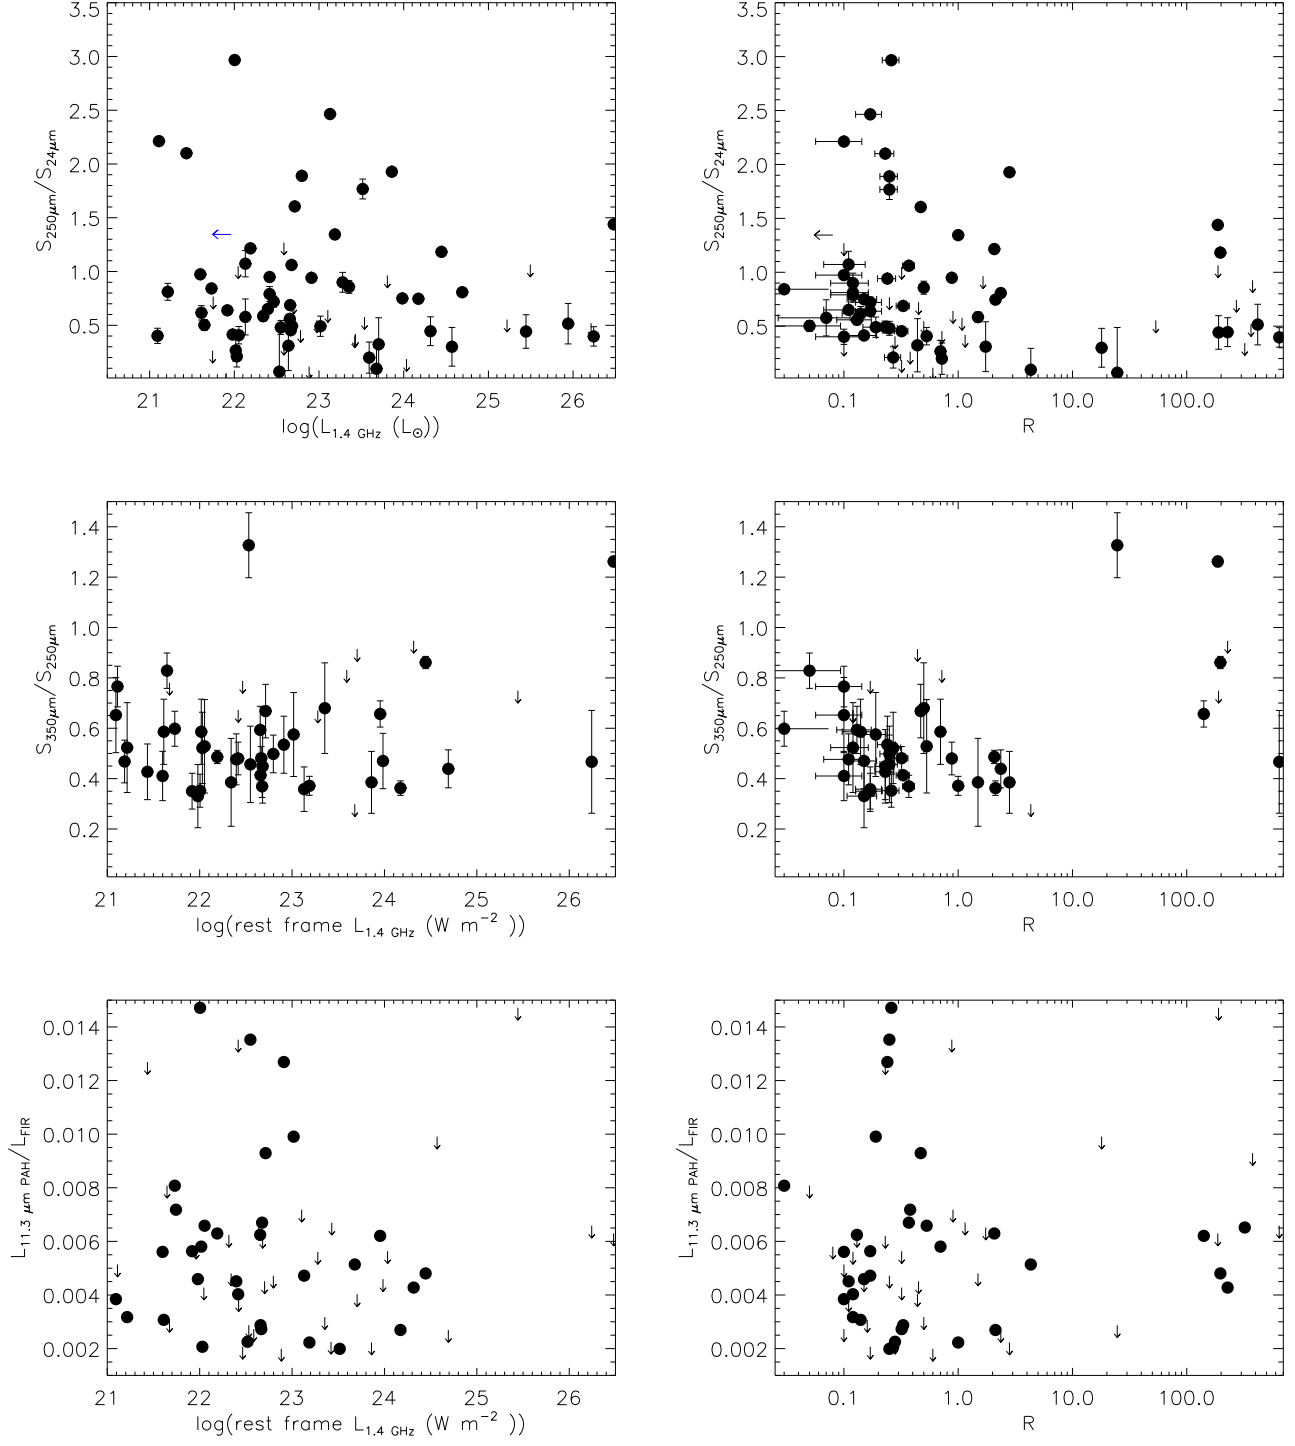 3.5
3.0
2.5
2.0
1.5
1.0
0.5
S250μm/S24μm
21 22 23 24 25 26
log(L1.4 GHz (L⊙))
3.5
3.0
2.5
2.0
1.5
1.0
0.5
S250μm/S24μm
0.1 1.0 10.0 100.0
R
1.4
1.2
1.0
0.8
0.6
0.4
0.2
S350μm/S250μm
21 22 23 24 25 26
log(rest frame L1.4 GHz (W m-2 ))
1.4
1.2
1.0
0.8
0.6
0.4
0.2
S350μm/S250μm
0.1 1.0 10.0 100.0
R
0.014
0.012
0.010
0.008
0.006
0.004
0.002
L11.3 μm PAH/LFIR
21 22 23 24 25 26
log(rest frame L1.4 GHz (W m-2 ))
0.014
0.012
0.010
0.008
0.006
0.004
0.002
L11.3 μm PAH/LFIR
0.1 1.0 10.0 100.0
R